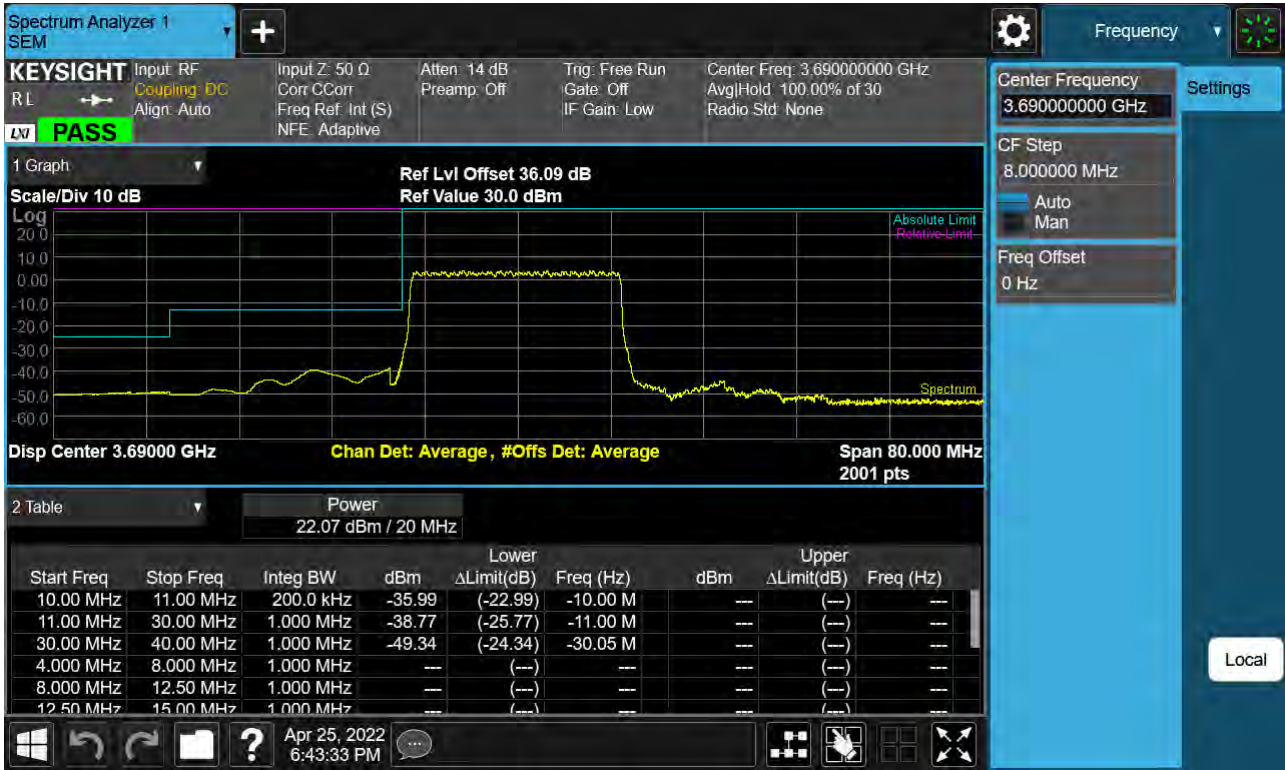 Spectrum Analyzer 1
SEM
Frequency
KEYSIGHT
RL
LXI
PASS
Input: RF
Coupling: DC
Align: Auto
Input Z: 50 Ω
Corr CCorr
Freq Ref: Int (S)
NFE: Adaptive
Atten: 14 dB
Preamp: Off
Trig: Free Run
Gate: Off
IF Gain: Low
Center Freq: 3.690000000 GHz
Avg|Hold: 100.00% of 30
Radio Std: None
Center Frequency
3.690000000 GHz
Settings
CF Step
8.000000 MHz
Auto
Man
Freq Offset
0 Hz
Local
1 Graph
Scale/Div 10 dB
Ref Lvl Offset 36.09 dB
Ref Value 30.0 dBm
Log
20.0
10.0
0.00
-10.0
-20.0
-30.0
-40.0
-50.0
-60.0
Absolute Limit
Relative Limit
Spectrum
Disp Center 3.69000 GHz
Chan Det: Average, #Offs Det: Average
Span 80.000 MHz
2001 pts
2 Table
Power
22.07 dBm / 20 MHz
Lower Upper
Start Freq Stop Freq Integ BW dBm ΔLimit(dB) Freq (Hz) dBm ΔLimit(dB) Freq (Hz)
10.00 MHz 11.00 MHz 200.0 kHz -35.99 (-22.99) -10.00 M --- (---) ---
11.00 MHz 30.00 MHz 1.000 MHz -38.77 (-25.77) -11.00 M --- (---) ---
30.00 MHz 40.00 MHz 1.000 MHz -49.34 (-24.34) -30.05 M --- (---) ---
4.000 MHz 8.000 MHz 1.000 MHz --- (---) --- --- (---) ---
8.000 MHz 12.50 MHz 1.000 MHz --- (---) --- --- (---) ---
12.50 MHz 15.00 MHz 1.000 MHz --- (---) --- --- (---) ---
Apr 25, 2022
6:43:33 PM